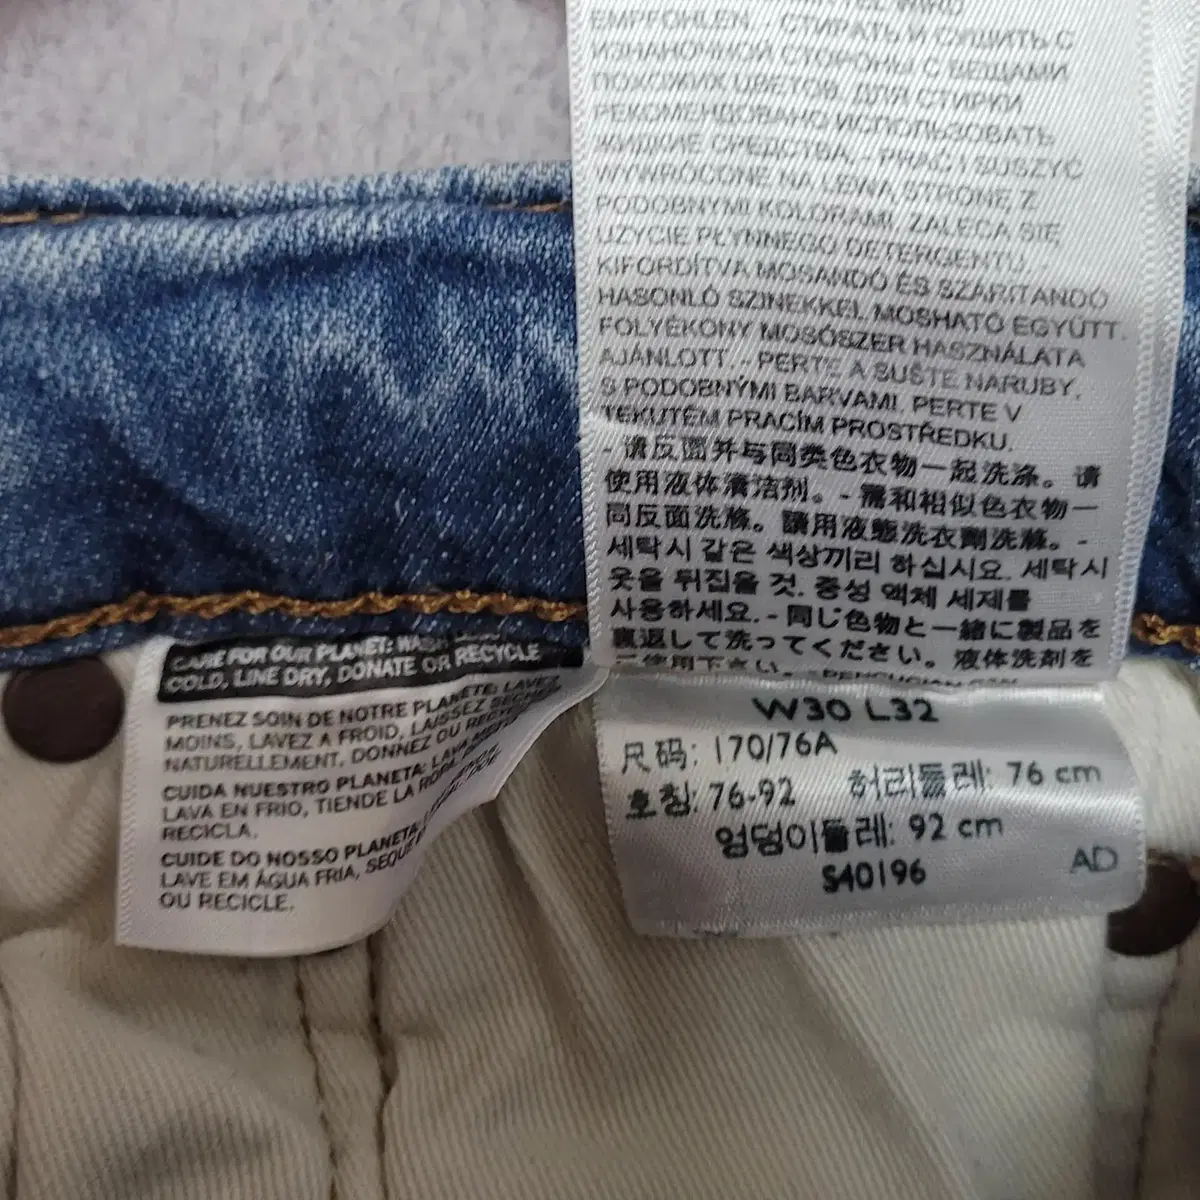 EMPFOHLEN. - СТИРАТЬ И СУШИТЬ С
ИЗНАНОЧНОЙ СТОРОНЫ С ВЕЩАМИ
ПОХОЖИХ ЦВЕТОВ. ДЛЯ СТИРКИ
РЕКОМЕНДОВАНО ИСПОЛЬЗОВАТЬ
ЖИДКИЕ СРЕДСТВА. - PRAĆ I SUSZYĆ
WYWRÓCONE NA LEWĄ STRONĘ Z
PODOBNYMI KOLORAMI. ZALECA SIĘ
UŻYCIE PŁYNNEGO DETERGENTU.
KIFORDÍTVA MOSANDÓ ÉS SZÁRÍTANDÓ
HASONLÓ SZÍNEKKEL MOSHATÓ EGYÜTT.
FOLYÉKONY MOSÓSZER HASZNÁLATA
AJÁNLOTT. - PERTE A SUŠTE NARUBY,
S PODOBNÝMI BARVAMI. PERTE V
TEKUTÉM PRACÍM PROSTŘEDKU.
- 请反面并与同类色衣物一起洗涤。请
使用液体清洁剂。- 需和相似色衣物一
同反面洗滌。請用液態洗衣劑洗滌。-
세탁시 같은 색상끼리 하십시요. 세탁시
옷을 뒤집을 것. 중성 액체 세제를
사용하세요. - 同じ色物と一緒に製品を
裏返して洗ってください。液体洗剤を
ご使用下さい。
CARE FOR OUR PLANET: WASH
COLD, LINE DRY, DONATE OR RECYCLE
PRENEZ SOIN DE NOTRE PLANÈTE: LAVEZ
MOINS, LAVEZ A FROID, LAISSEZ SÉCHER
NATURELLEMENT, DONNEZ OU
CUIDA NUESTRO PLANETA: LAVA
LAVA EN FRIO, TIENDE LA ROPA
RECICLA.
CUIDE DO NOSSO PLANETA:
LAVE EM ÁGUA FRIA, SEQUE
OU RECICLE.
W30 L32
尺码: 170/76A
호칭: 76-92 허리둘레: 76 cm
엉덩이둘레: 92 cm
S40196
AD